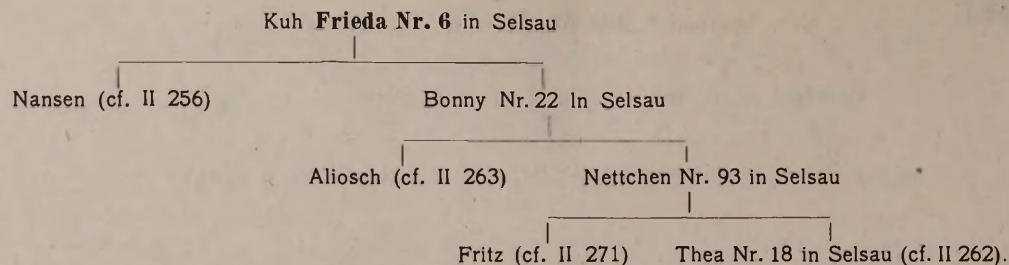 Kuh Frieda Nr. 6 in Selsau
Nansen (cf. II 256) Bonny Nr. 22 ln Selsau
Aliosch (cf. II 263) Nettchen Nr. 93 in Selsau
Fritz (cf. II 271) Thea Nr. 18 in Selsau (cf. II 262).